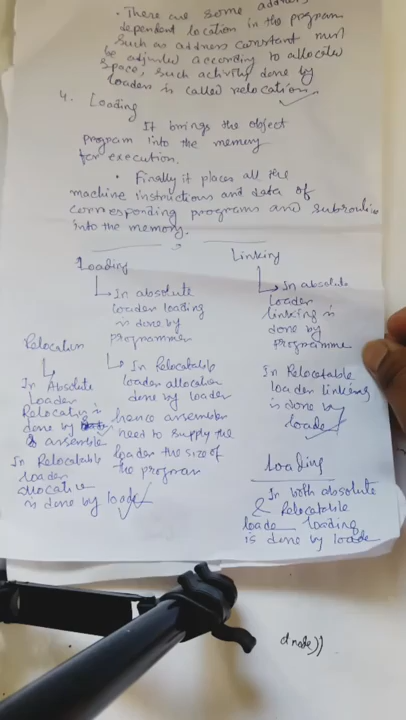 • There are some address
dependent location in the program
such as address constant must
be adjusted according to allocated
space, such activity done by
loader is called relocation.
4. Loading
It brings the object
program into the memory
for execution.
• Finally it places all the
machine instructions and data of
corresponding programs and subroutine
into the memory.
Loading
In absolute
loader loading
is done by
programmer
In Relocatable
loader allocation
done by loader
hence assembler
need to supply the
loader the size of
the program
Relocation
In Absolute
Loader
Relocation is
done by
assemble
In Relocatable
loader
allocation
is done by loader
Linking
In absolute
Loader
linking is
done by
programme
In Relocatable
loader linking
is done by
loader
loading
In both absolute
& Relocatable
loade loading
is done by loade
dnode))